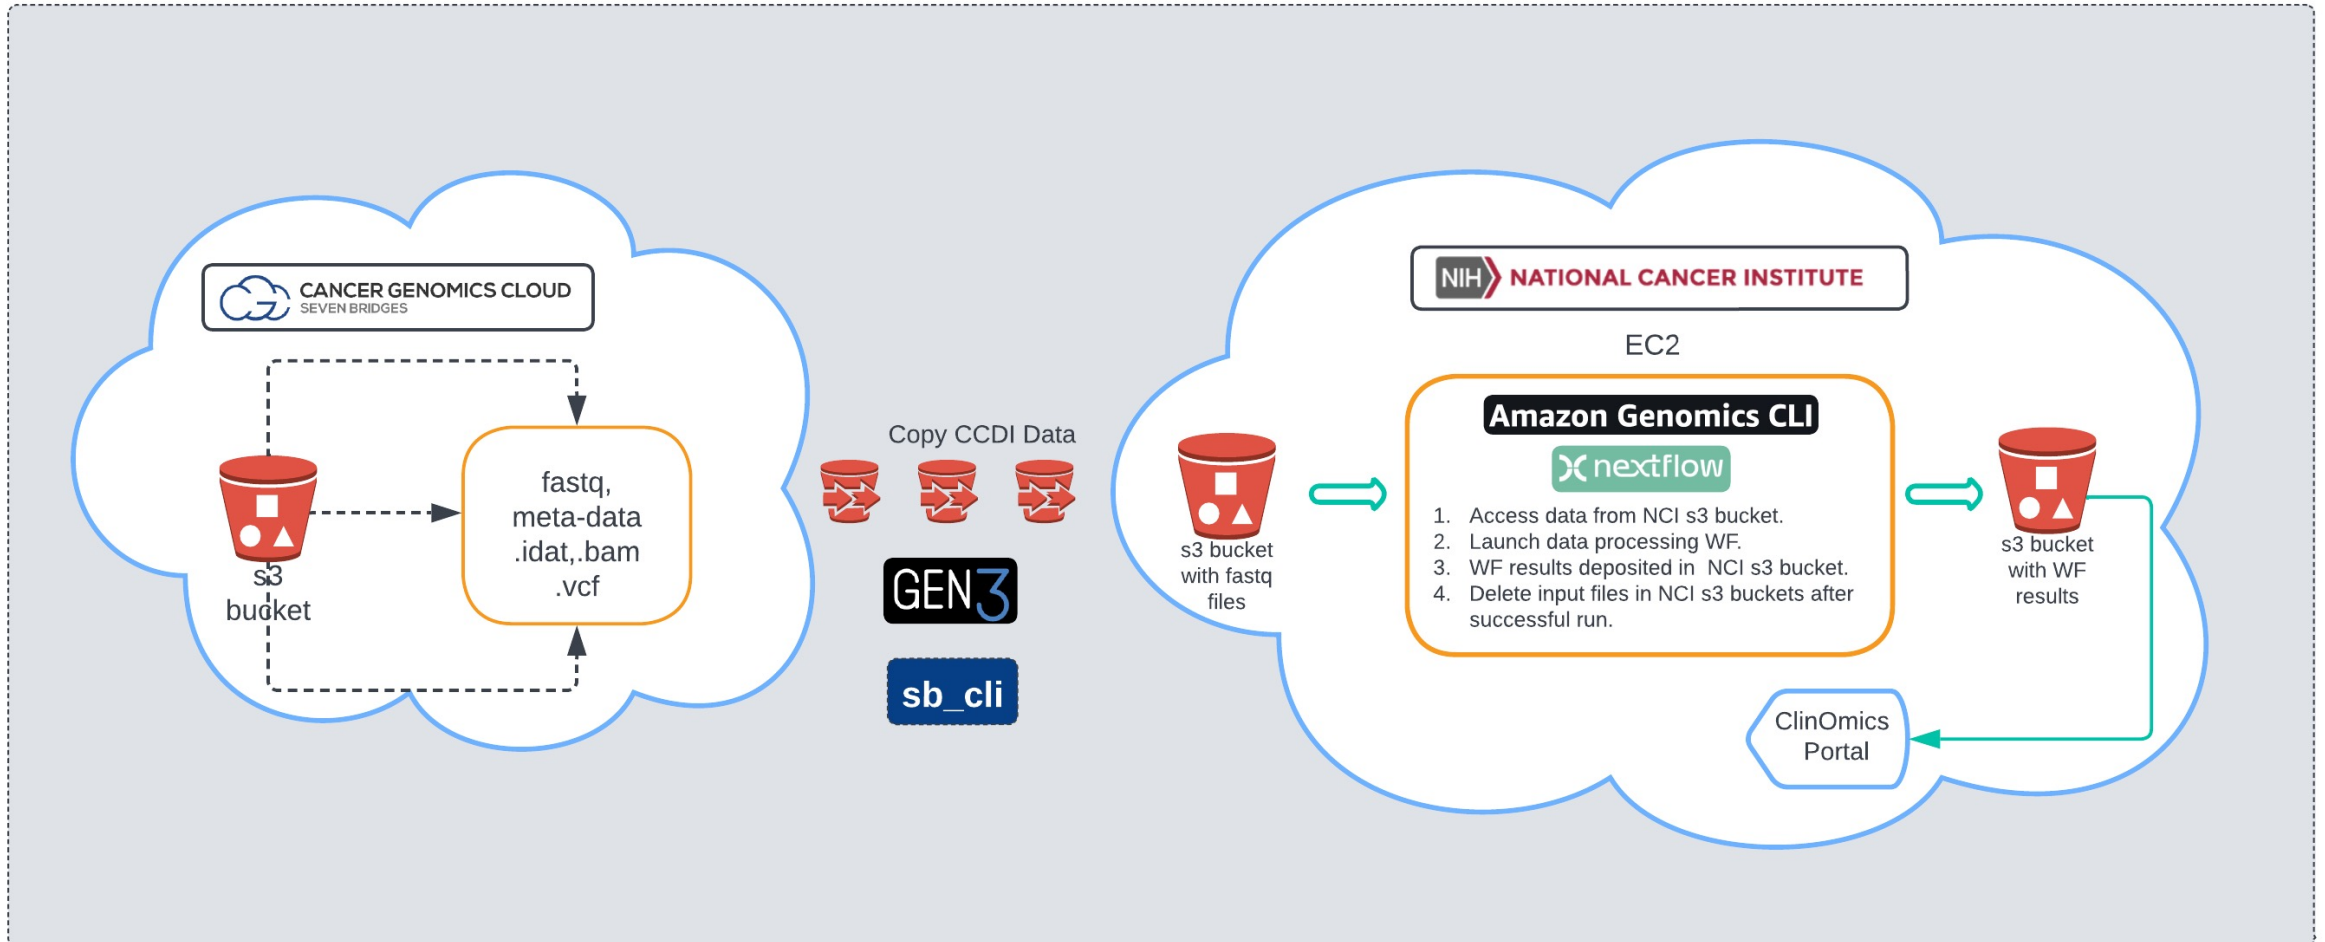 CANCER GENOMICS CLOUD
SEVEN BRIDGES
s3
bucket
fastq,
meta-data
.idat,.bam
.vcf
Copy CCDI Data
GEN3
sb_cli
NIH NATIONAL CANCER INSTITUTE
EC2
s3 bucket
with fastq
files
Amazon Genomics CLI
nextflow
1. Access data from NCI s3 bucket.
2. Launch data processing WF.
3. WF results deposited in NCI s3 bucket.
4. Delete input files in NCI s3 buckets after
successful run.
s3 bucket
with WF
results
ClinOmics
Portal